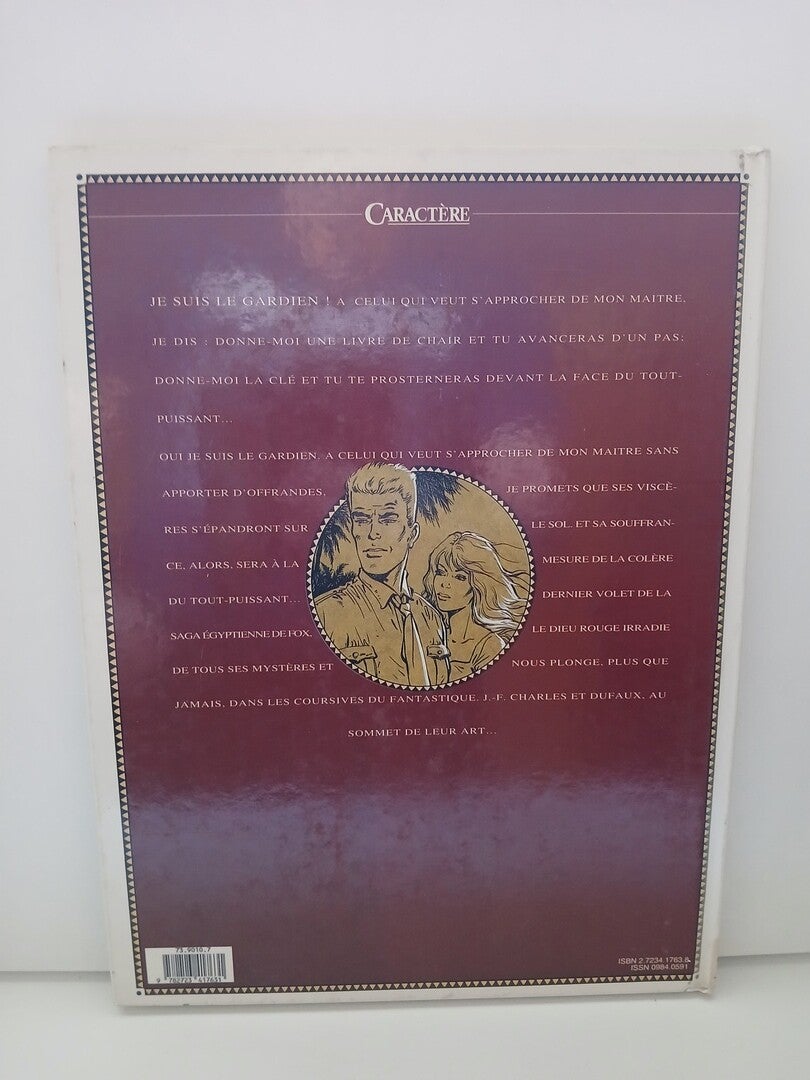 CARACTÈRE
JE SUIS LE GARDIEN ! A CELUI QUI VEUT S'APPROCHER DE MON MAITRE,
JE DIS : DONNE-MOI UNE LIVRE DE CHAIR ET TU AVANCERAS D'UN PAS;
DONNE-MOI LA CLÉ ET TU TE PROSTERNERAS DEVANT LA FACE DU TOUT-
PUISSANT...
OUI JE SUIS LE GARDIEN. A CELUI QUI VEUT S'APPROCHER DE MON MAITRE SANS
APPORTER D'OFFRANDES, JE PROMETS QUE SES VISCÈ-
RES S'ÉPANDRONT SUR LE SOL. ET SA SOUFFRAN-
CE, ALORS, SERA À LA MESURE DE LA COLÈRE
DU TOUT-PUISSANT... DERNIER VOLET DE LA
SAGA ÉGYPTIENNE DE FOX, LE DIEU ROUGE IRRADIE
DE TOUS SES MYSTÈRES ET NOUS PLONGE, PLUS QUE
JAMAIS, DANS LES COURSIVES DU FANTASTIQUE. J.-F. CHARLES ET DUFAUX, AU
SOMMET DE LEUR ART...
73.9010.7
9 782723 417631
ISBN 2.7234.1763.8
ISSN 0984.0591